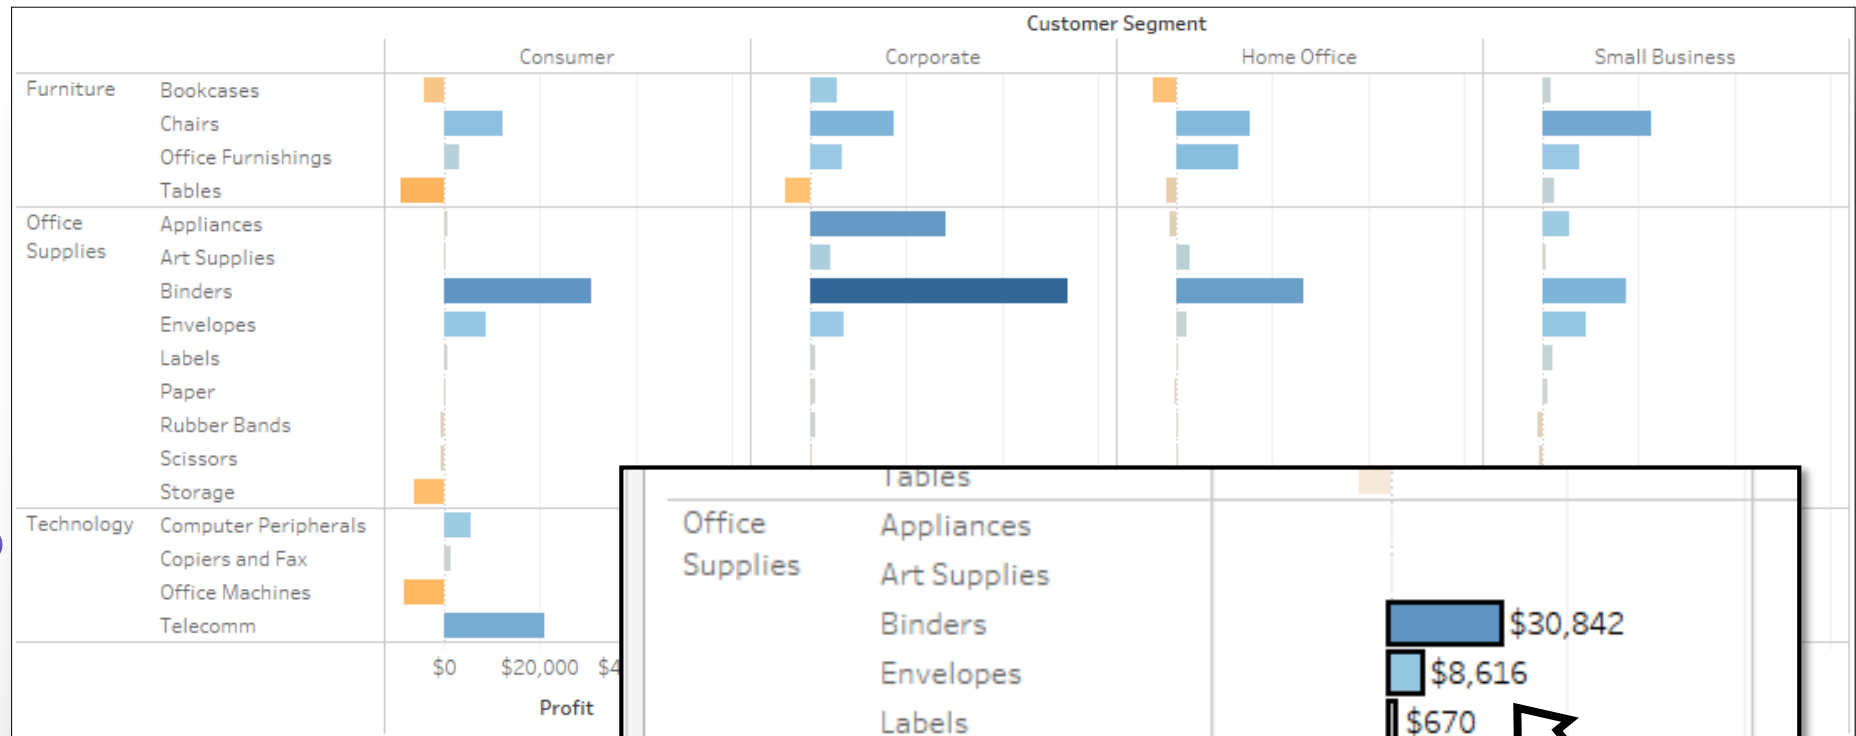 Customer Segment
Consumer Corporate Home Office Small Business
Furniture Bookcases
Chairs
Office Furnishings
Tables
Office Appliances
Supplies Art Supplies
Binders
Envelopes
Labels
Paper
Rubber Bands
Scissors
Storage
Technology Computer Peripherals
Copiers and Fax
Office Machines
Telecomm
$0 $20,000 $4
Profit
Tables
Office Appliances
Supplies Art Supplies
Binders $30,842
Envelopes $8,616
Labels $670